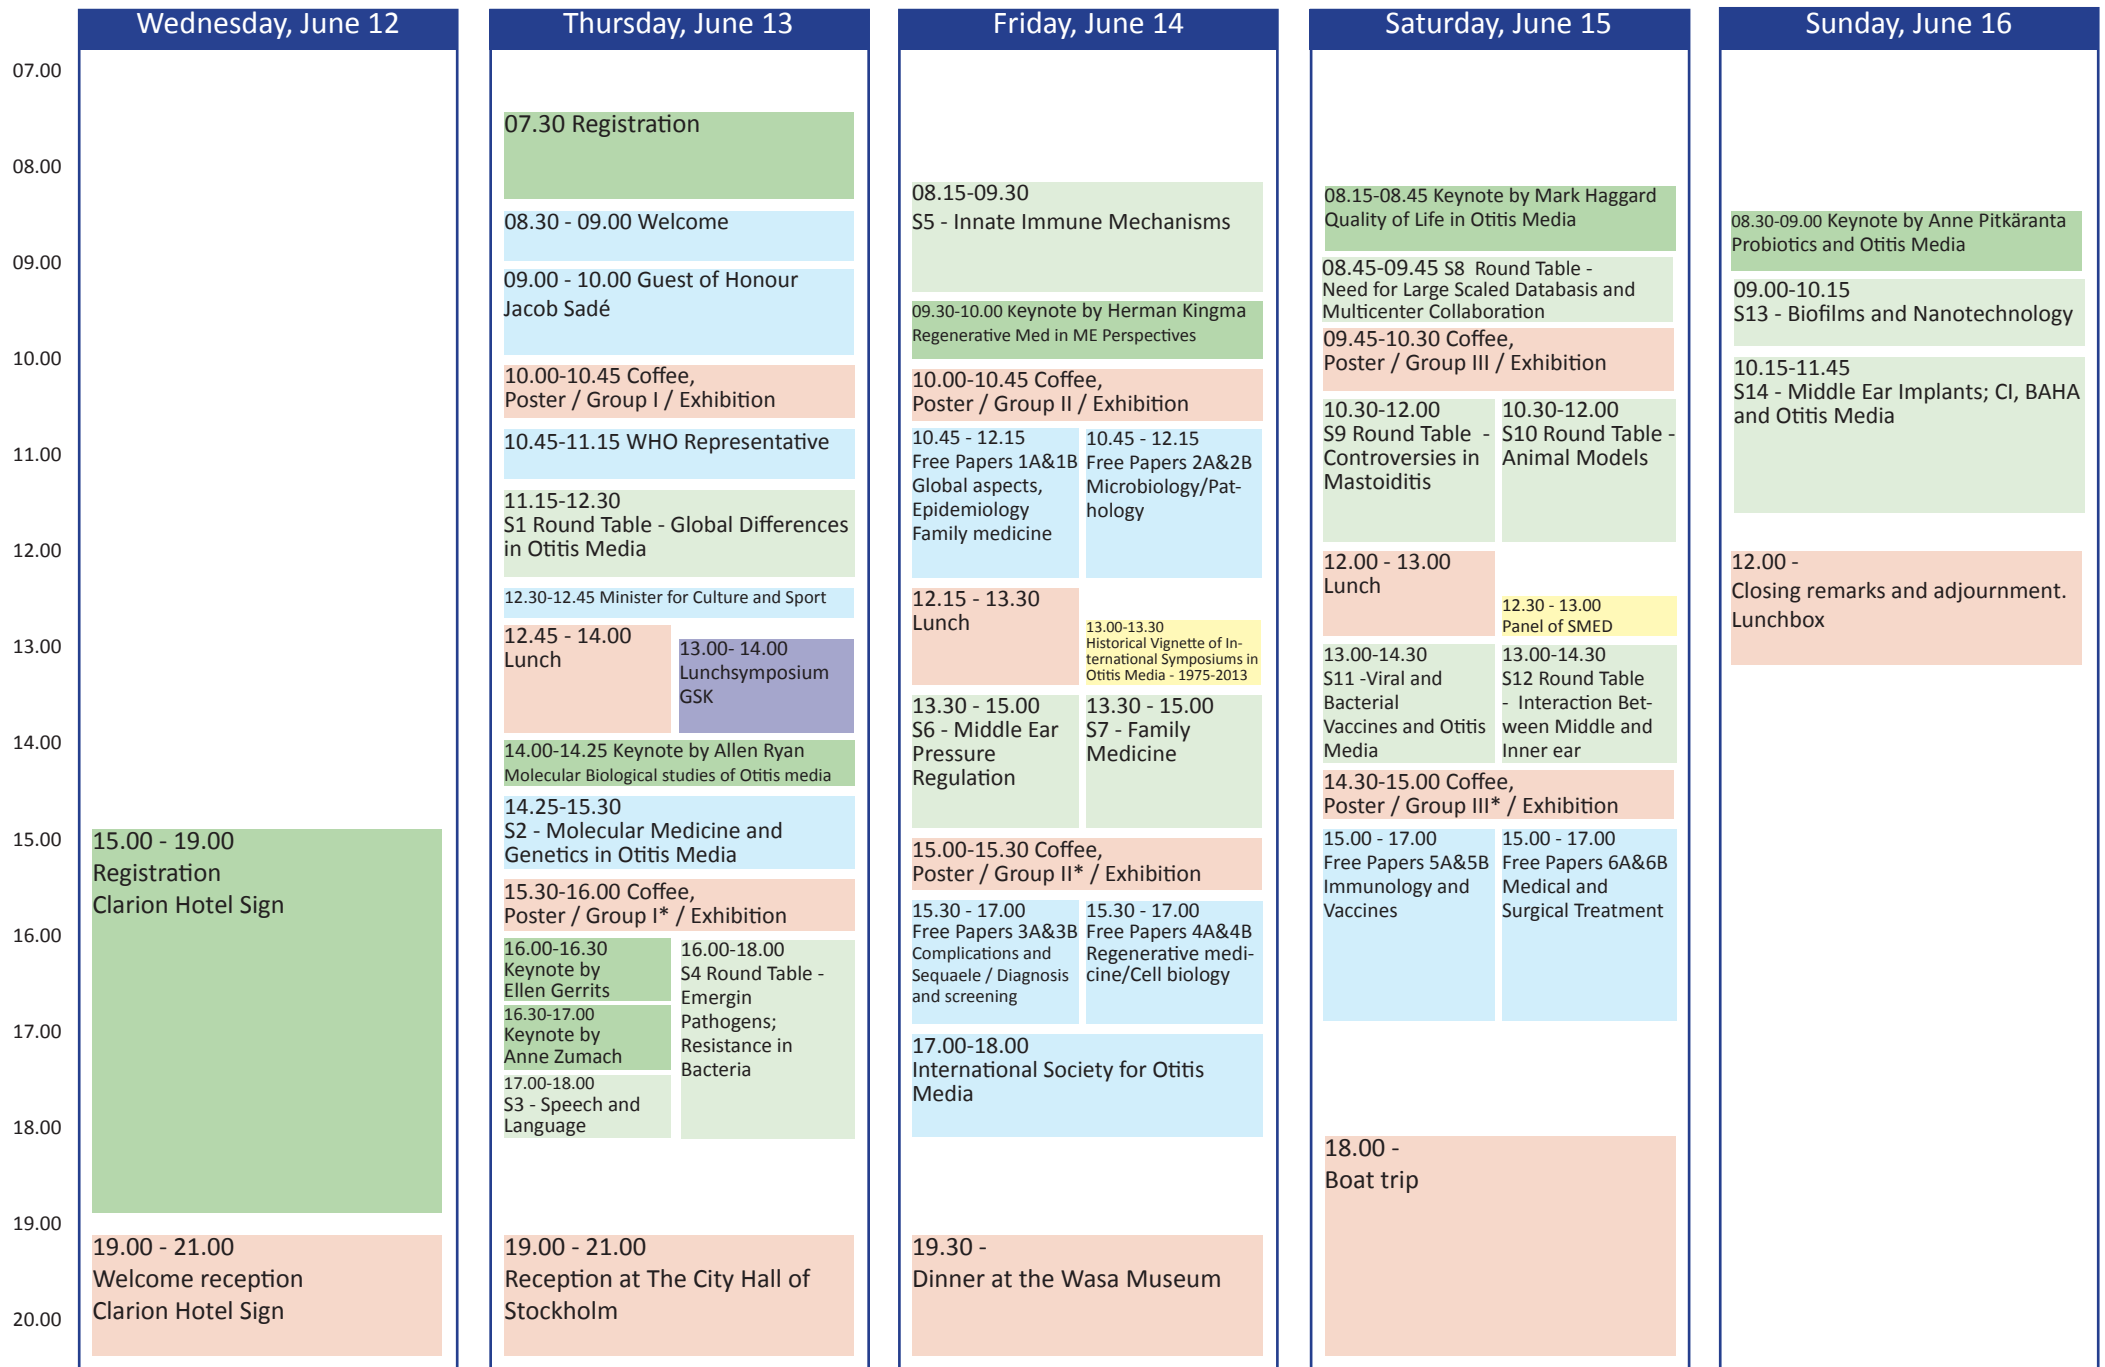 Wednesday, June 12
Thursday, June 13
Friday, June 14
Saturday, June 15
Sunday, June 16
07.00
08.00
09.00
10.00
11.00
12.00
13.00
14.00
15.00
16.00
17.00
18.00
19.00
20.00
15.00 - 19.00
Registration
Clarion Hotel Sign
19.00 - 21.00
Welcome reception
Clarion Hotel Sign
07.30 Registration
08.30 - 09.00 Welcome
09.00 - 10.00 Guest of Honour
Jacob Sadé
10.00-10.45 Coffee,
Poster / Group I / Exhibition
10.45-11.15 WHO Representative
11.15-12.30
S1 Round Table - Global Differences
in Otitis Media
12.30-12.45 Minister for Culture and Sport
12.45 - 14.00
Lunch
13.00- 14.00
Lunchsymposium
GSK
14.00-14.25 Keynote by Allen Ryan
Molecular Biological studies of Otitis media
14.25-15.30
S2 - Molecular Medicine and
Genetics in Otitis Media
15.30-16.00 Coffee,
Poster / Group I* / Exhibition
16.00-16.30
Keynote by
Ellen Gerrits
16.30-17.00
Keynote by
Anne Zumach
17.00-18.00
S3 - Speech and
Language
16.00-18.00
S4 Round Table -
Emergin
Pathogens;
Resistance in
Bacteria
19.00 - 21.00
Reception at The City Hall of
Stockholm
08.15-09.30
S5 - Innate Immune Mechanisms
09.30-10.00 Keynote by Herman Kingma
Regenerative Med in ME Perspectives
10.00-10.45 Coffee,
Poster / Group II / Exhibition
10.45 - 12.15
Free Papers 1A&1B
Global aspects,
Epidemiology
Family medicine
10.45 - 12.15
Free Papers 2A&2B
Microbiology/Pat-
hology
12.15 - 13.30
Lunch
13.00-13.30
Historical Vignette of In-
ternational Symposiums in
Otitis Media - 1975-2013
13.30 - 15.00
S6 - Middle Ear
Pressure
Regulation
13.30 - 15.00
S7 - Family
Medicine
15.00-15.30 Coffee,
Poster / Group II* / Exhibition
15.30 - 17.00
Free Papers 3A&3B
Complications and
Sequaele / Diagnosis
and screening
15.30 - 17.00
Free Papers 4A&4B
Regenerative medi-
cine/Cell biology
17.00-18.00
International Society for Otitis
Media
19.30 -
Dinner at the Wasa Museum
08.15-08.45 Keynote by Mark Haggard
Quality of Life in Otitis Media
08.45-09.45 S8 Round Table -
Need for Large Scaled Databasis and
Multicenter Collaboration
09.45-10.30 Coffee,
Poster / Group III / Exhibition
10.30-12.00
S9 Round Table -
Controversies in
Mastoiditis
10.30-12.00
S10 Round Table -
Animal Models
12.00 - 13.00
Lunch
12.30 - 13.00
Panel of SMED
13.00-14.30
S11 -Viral and
Bacterial
Vaccines and Otitis
Media
13.00-14.30
S12 Round Table
- Interaction Bet-
ween Middle and
Inner ear
14.30-15.00 Coffee,
Poster / Group III* / Exhibition
15.00 - 17.00
Free Papers 5A&5B
Immunology and
Vaccines
15.00 - 17.00
Free Papers 6A&6B
Medical and
Surgical Treatment
18.00 -
Boat trip
08.30-09.00 Keynote by Anne Pitkäranta
Probiotics and Otitis Media
09.00-10.15
S13 - Biofilms and Nanotechnology
10.15-11.45
S14 - Middle Ear Implants; CI, BAHA
and Otitis Media
12.00 -
Closing remarks and adjournment.
Lunchbox